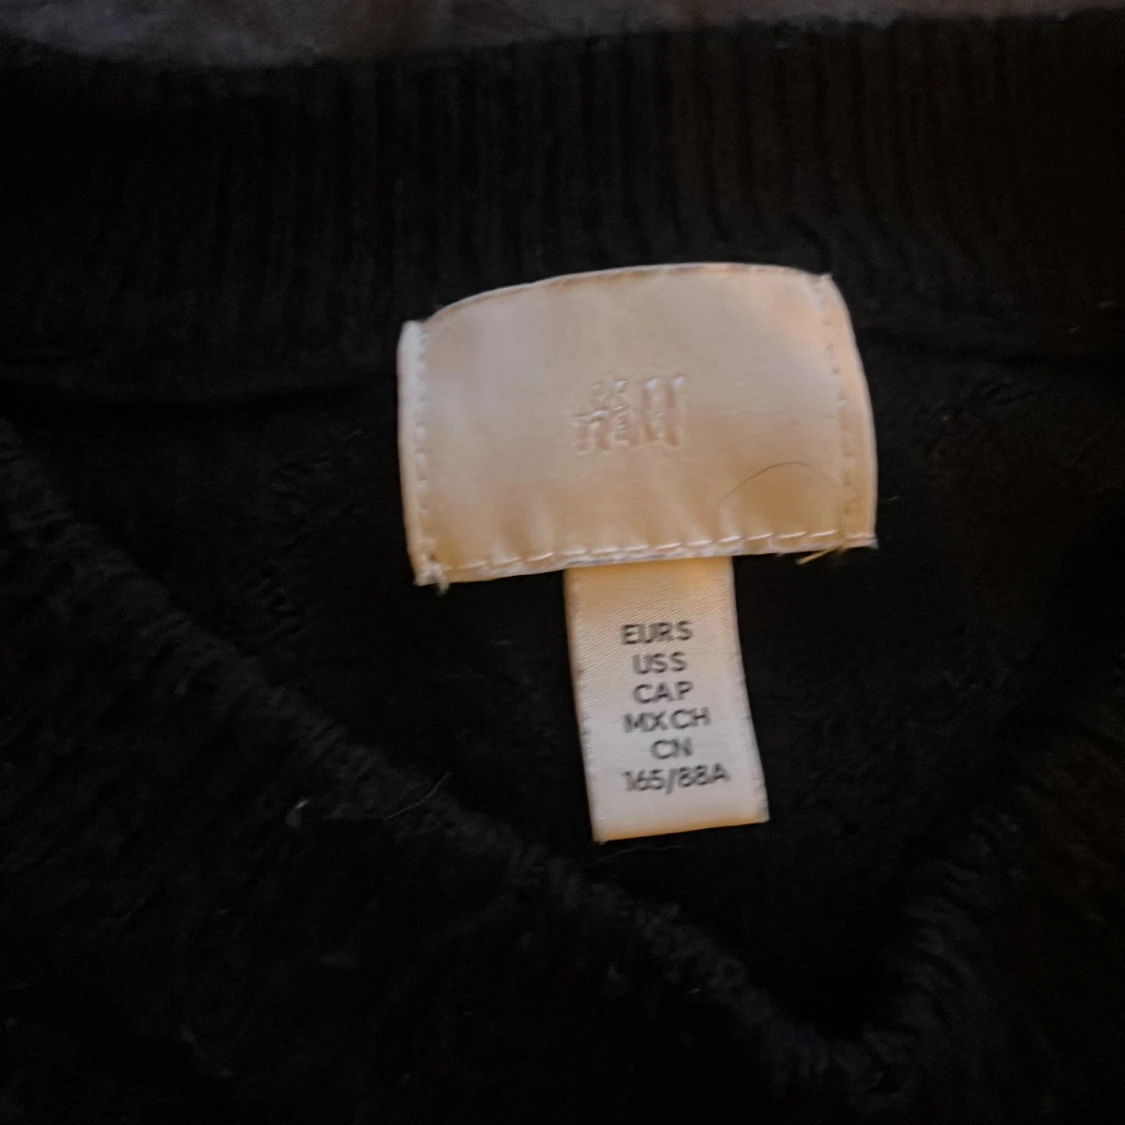 H&M
EUR S
US S
CA P
MX CH
CN
165/88A